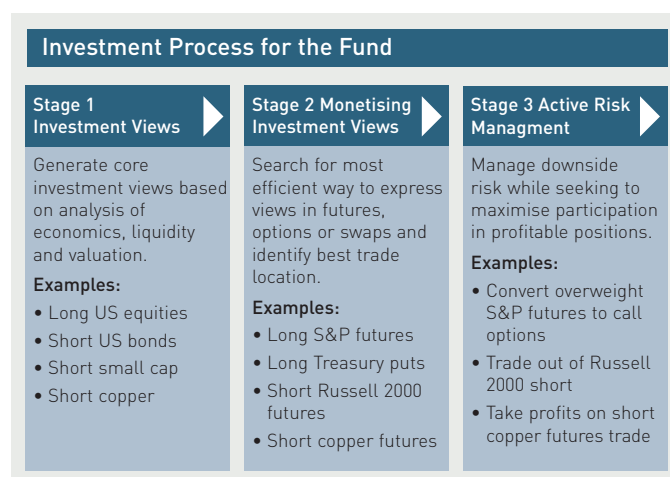 Investment Process for the Fund
Stage 1
Investment Views
Generate core
investment views based
on analysis of
economics, liquidity
and valuation.
Examples:
• Long US equities
• Short US bonds
• Short small cap
• Short copper
Stage 2 Monetising
Investment Views
Search for most
efficient way to express
views in futures,
options or swaps and
identify best trade
location.
Examples:
• Long S&P futures
• Long Treasury puts
• Short Russell 2000
futures
• Short copper futures
Stage 3 Active Risk
Managment
Manage downside
risk while seeking to
maximise participation
in profitable positions.
Examples:
• Convert overweight
S&P futures to call
options
• Trade out of Russell
2000 short
• Take profits on short
copper futures trade